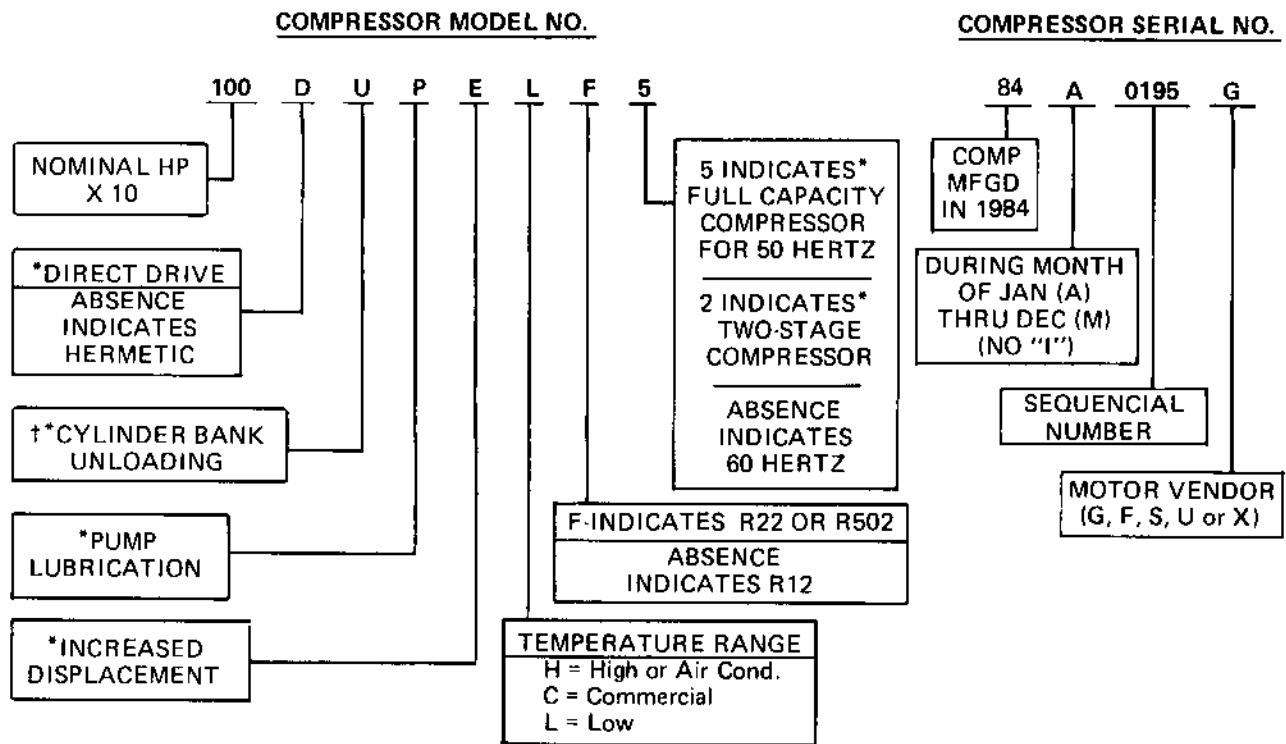 COMPRESSOR MODEL NO.
100 D U P E L F 5
NOMINAL HP
X 10
*DIRECT DRIVE
ABSENCE
INDICATES
HERMETIC
†*CYLINDER BANK
UNLOADING
*PUMP
LUBRICATION
*INCREASED
DISPLACEMENT
5 INDICATES*
FULL CAPACITY
COMPRESSOR
FOR 50 HERTZ
2 INDICATES*
TWO-STAGE
COMPRESSOR
ABSENCE
INDICATES
60 HERTZ
F-INDICATES R22 OR R502
ABSENCE
INDICATES R12
TEMPERATURE RANGE
H = High or Air Cond.
C = Commercial
L = Low
COMPRESSOR SERIAL NO.
84 A 0195 G
COMP
MFGD
IN 1984
DURING MONTH
OF JAN (A)
THRU DEC (M)
(NO "I")
SEQUENCIAL
NUMBER
MOTOR VENDOR
(G, F, S, U or X)